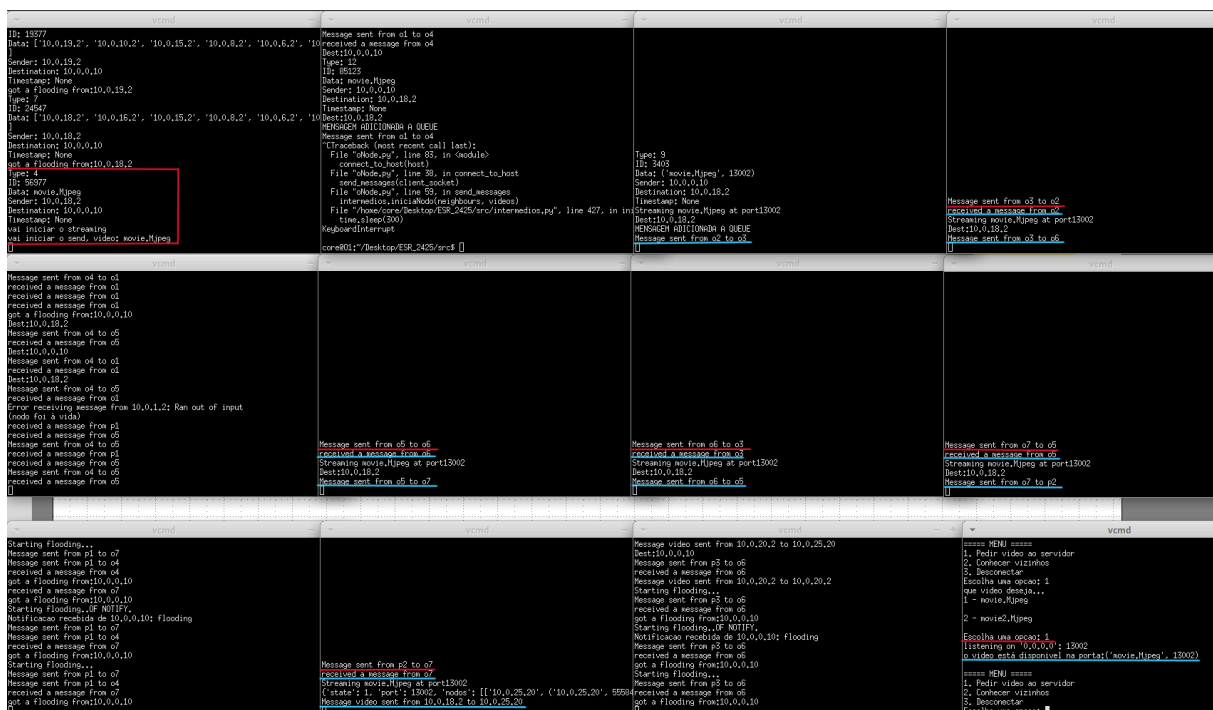 vcmd
ID: 19377
Data: ['10.0.19.2', '10.0.10.2', '10.0.15.2', '10.0.8.2', '10.0.6.2', '10
]
Sender: 10.0.19.2
Destination: 10.0.0.10
Timestamp: None
got a flooding from:10.0.19.2
Type: 7
ID: 24547
Data: ['10.0.18.2', '10.0.16.2', '10.0.15.2', '10.0.8.2', '10.0.6.2', '10
]
Sender: 10.0.18.2
Destination: 10.0.0.10
Timestamp: None
got a flooding from:10.0.18.2
Type: 4
ID: 56977
Data: movie.Mjpeg
Sender: 10.0.18.2
Destination: 10.0.0.10
Timestamp: None
vai iniciar o streaming
vai iniciar o send, video: movie.Mjpeg
vcmd
Message sent from o1 to o4
received a message from o4
Dest:10.0.0.10
Type: 12
ID: 85123
Data: movie.Mjpeg
Sender: 10.0.0.10
Destination: 10.0.18.2
Timestamp: None
Dest:10.0.18.2
MENSAGEM ADICIONADA A QUEUE
Message sent from o1 to o4
^CTraceback (most recent call last):
File "oNode.py", line 83, in <module>
connect_to_host(host)
File "oNode.py", line 38, in connect_to_host
send_messages(client_socket)
File "oNode.py", line 59, in send_messages
intermedios.iniciaNodo(neighbours, videos)
File "/home/core/Desktop/ESR_2425/src/intermedios.py", line 427, in ini
time.sleep(300)
KeyboardInterrupt
core@O1:~/Desktop/ESR_2425/src$
vcmd
Type: 9
ID: 3403
Data: ('movie.Mjpeg', 13002)
Sender: 10.0.0.10
Destination: 10.0.18.2
Timestamp: None
Streaming movie.Mjpeg at port13002
Dest:10.0.18.2
MENSAGEM ADICIONADA A QUEUE
Message sent from o2 to o3
vcmd
Message sent from o3 to o2
received a message from o2
Streaming movie.Mjpeg at port13002
Dest:10.0.18.2
Message sent from o3 to o6
vcmd
Message sent from o4 to o1
received a message from o1
received a message from o1
received a message from o1
got a flooding from:10.0.0.10
Dest:10.0.18.2
Message sent from o4 to o5
received a message from o5
Dest:10.0.0.10
Message sent from o4 to o1
received a message from o1
Dest:10.0.18.2
Message sent from o4 to o5
received a message from o1
Error receiving message from 10.0.1.2: Ran out of input
(nodo foi à vida)
received a message from p1
received a message from o5
Message sent from o4 to o5
received a message from p1
received a message from o5
Message sent from o4 to o5
received a message from o5
vcmd
Message sent from o5 to o6
received a message from o6
Streaming movie.Mjpeg at port13002
Dest:10.0.18.2
Message sent from o5 to o7
vcmd
Message sent from o6 to o3
received a message from o3
Streaming movie.Mjpeg at port13002
Dest:10.0.18.2
Message sent from o6 to o5
vcmd
Message sent from o7 to o5
received a message from o5
Streaming movie.Mjpeg at port13002
Dest:10.0.18.2
Message sent from o7 to p2
vcmd
Starting flooding...
Message sent from p1 to o7
Message sent from p1 to o4
received a message from o4
got a flooding from:10.0.0.10
received a message from o7
got a flooding from:10.0.0.10
Starting flooding..OF NOTIFY.
Notificacao recebida de 10.0.0.10: flooding
Message sent from p1 to o7
Message sent from p1 to o4
received a message from o7
got a flooding from:10.0.0.10
Starting flooding...
Message sent from p1 to o7
Message sent from p1 to o4
received a message from o7
got a flooding from:10.0.0.10
vcmd
Message sent from p2 to o7
received a message from o7
Streaming movie.Mjpeg at port13002
{'state': 1, 'port': 13002, 'nodos': [['10.0.25.20', ('10.0.25.20', 5558
Message video sent from 10.0.18.2 to 10.0.25.20
vcmd
Message video sent from 10.0.20.2 to 10.0.25.20
Dest:10.0.0.10
Message sent from p3 to o6
received a message from o6
Message video sent from 10.0.20.2 to 10.0.20.2
Starting flooding...
Message sent from p3 to o6
received a message from o6
got a flooding from:10.0.0.10
Starting flooding..OF NOTIFY.
Notificacao recebida de 10.0.0.10: flooding
Message sent from p3 to o6
received a message from o6
got a flooding from:10.0.0.10
Starting flooding...
Message sent from p3 to o6
received a message from o6
got a flooding from:10.0.0.10
vcmd
===== MENU =====
1. Pedir video ao servidor
2. Conhecer vizinhos
3. Desconectar
Escolha uma opcao: 1
que video deseja...
1 - movie.Mjpeg
2 - movie2.Mjpeg
Escolha uma opcao: 1
listening on '0.0.0.0': 13002
o video está disponivel na porta:('movie.Mjpeg', 13002)
===== MENU =====
1. Pedir video ao servidor
2. Conhecer vizinhos
3. Desconectar